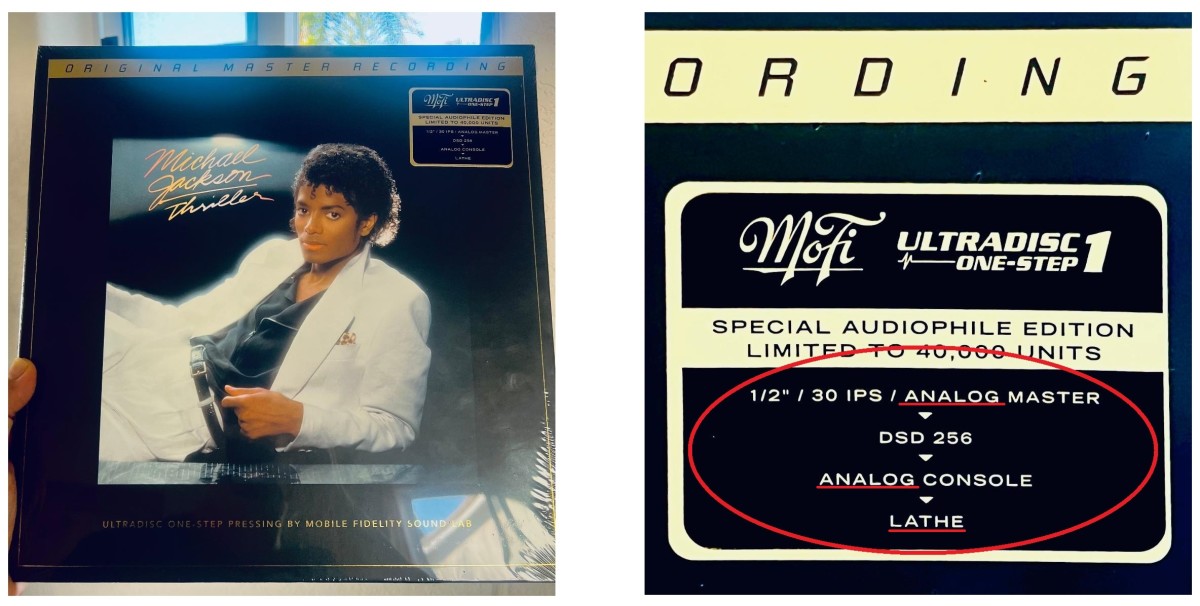 ORIGINAL MASTER RECORDING
MoFi ULTRADISC ONE-STEP 1
SPECIAL AUDIOPHILE EDITION
LIMITED TO 40,000 UNITS
1/2" / 30 IPS / ANALOG MASTER
DSD 256
ANALOG CONSOLE
LATHE
Michael
Jackson
Thriller
ULTRADISC ONE-STEP PRESSING BY MOBILE FIDELITY SOUND LAB
ORDING
MoFi ULTRADISC
ONE-STEP 1
SPECIAL AUDIOPHILE EDITION
LIMITED TO 40,000 UNITS
1/2" / 30 IPS / ANALOG MASTER
DSD 256
ANALOG CONSOLE
LATHE